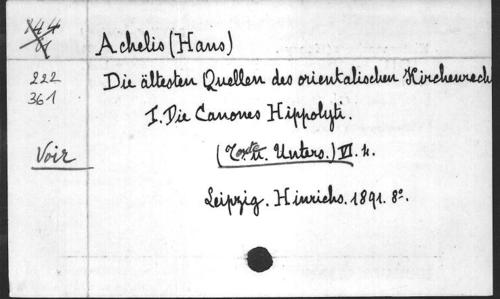 Achelis (Hans)
222
361
Die ältesten Quellen des orientalischen Kirchenrech
I. Die Canones Hippolyti.
Voir
(Texte u. Unters.) VI. 4.
Leipzig. Hinrichs. 1891. 8º.